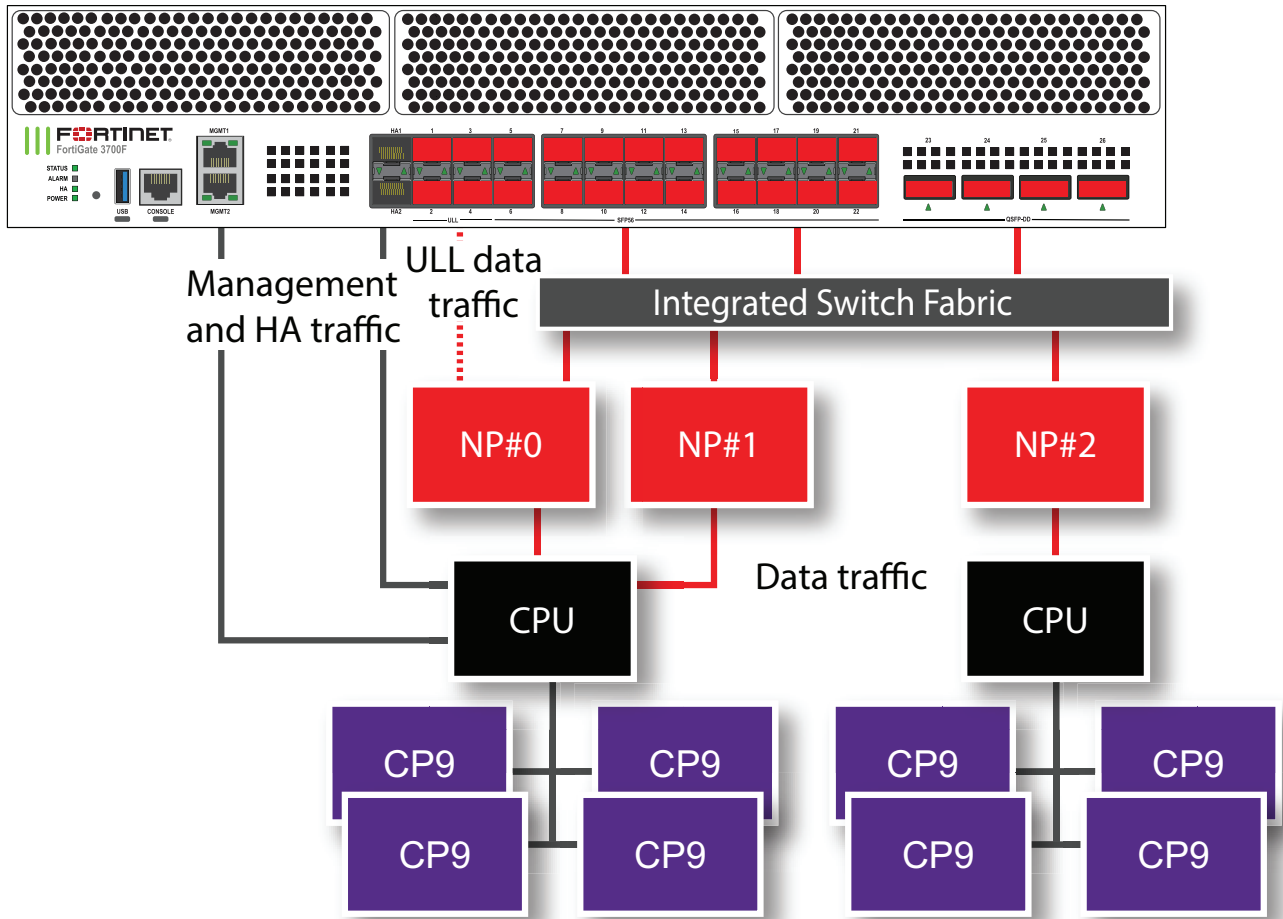 FORTINET
FortiGate 3700F
STATUS
ALARM
HA
POWER
USB
CONSOLE
MGMT1
MGMT2
HA1 1 3 5 7 9 11 13 15 17 19 21
HA2 2 4 6 8 10 12 14 16 18 20 22
23 24 25 26
ULL
SFP56
QSFP-DD
Management
and HA traffic
ULL data
traffic
Integrated Switch Fabric
NP#0
NP#1
NP#2
Data traffic
CPU
CPU
CP9
CP9
CP9
CP9
CP9
CP9
CP9
CP9